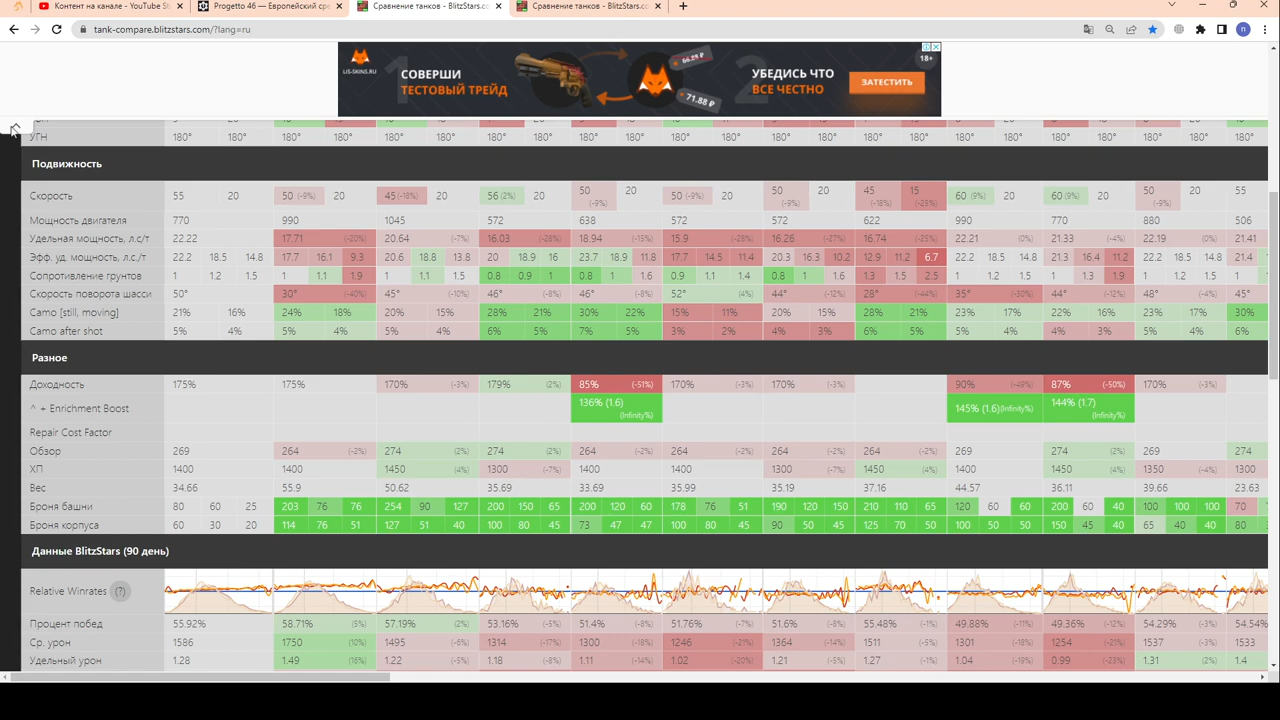 Контент на канале - YouTube St
Progetto 46 — Европейский сре
Сравнение танков - BlitzStars.co
Сравнение танков - BlitzStars.co
tank-compare.blitzstars.com/?lang=ru
LIS-SKINS.RU
1 СОВЕРШИ ТЕСТОВЫЙ ТРЕЙД 66.28 ₽ 71.88 ₽ 2 УБЕДИСЬ ЧТО ВСЕ ЧЕСТНО ЗАТЕСТИТЬ 18+
УГН 180° 180° 180° 180° 180° 180° 180° 180° 180° 180° 180° 180° 180° 180° 180° 180° 180° 180° 180° 180° 180° 180° 180°
Подвижность
Скорость 55 20 50 (-9%) 20 45 (-18%) 20 56 (2%) 20 50 (-9%) 20 50 (-9%) 20 50 (-9%) 20 45 (-18%) 15 (-25%) 60 (9%) 20 60 (9%) 20 50 (-9%) 20 55
Мощность двигателя 770 990 1045 572 638 572 572 622 990 770 880 506
Удельная мощность, л.с/т 22.22 17.71 (-20%) 20.64 (-7%) 16.03 (-28%) 18.94 (-15%) 15.9 (-28%) 16.26 (-27%) 16.74 (-25%) 22.21 (0%) 21.33 (-4%) 22.19 (0%) 21.41
Эфф. уд. мощность, л.с/т 22.2 18.5 14.8 17.7 16.1 9.3 20.6 18.8 13.8 20 18.9 16 23.7 18.9 11.8 17.7 14.5 11.4 20.3 16.3 10.2 12.9 11.2 6.7 22.2 18.5 14.8 21.3 16.4 11.2 22.2 18.5 14.8 21.4
Сопротивление грунтов 1 1.2 1.5 1 1.1 1.9 1 1.1 1.5 0.8 0.9 1 0.8 1 1.6 0.9 1.1 1.4 0.8 1 1.6 1.3 1.5 2.5 1 1.2 1.5 1 1.3 1.9 1 1.2 1.5 1
Скорость поворота шасси 50° 30° (-40%) 45° (-10%) 46° (-8%) 46° (-8%) 52° (4%) 44° (-12%) 28° (-44%) 35° (-30%) 44° (-12%) 48° (-4%) 45°
Camo [still, moving] 21% 16% 24% 18% 20% 15% 28% 21% 30% 22% 15% 11% 20% 15% 28% 21% 23% 17% 22% 16% 23% 17% 30%
Camo after shot 5% 4% 5% 4% 5% 4% 6% 5% 7% 5% 3% 2% 4% 3% 6% 5% 5% 4% 4% 3% 5% 4% 6%
Разное
Доходность 175% 175% 170% (-3%) 179% (2%) 85% (-51%) 170% (-3%) 170% (-3%) 90% (-49%) 87% (-50%) 170% (-3%)
^ + Enrichment Boost 136% (1.6) (Infinity%) 145% (1.6)(Infinity%) 144% (1.7) (Infinity%)
Repair Cost Factor
Обзор 269 264 (-2%) 274 (2%) 274 (2%) 264 (-2%) 264 (-2%) 264 (-2%) 264 (-2%) 269 274 (2%) 269 274
ХП 1400 1400 1450 (4%) 1300 (-7%) 1400 1400 1300 (-7%) 1450 (4%) 1400 1450 (4%) 1350 (-4%) 1300
Вес 34.66 55.9 50.62 35.69 33.69 35.99 35.19 37.16 44.57 36.11 39.66 23.63
Броня башни 80 60 25 203 76 76 254 90 127 200 150 65 200 120 60 178 76 51 190 120 150 210 110 65 120 60 60 200 60 40 100 100 100 70
Броня корпуса 60 30 20 114 76 51 127 51 40 100 80 45 73 47 47 100 80 45 90 50 45 125 70 50 100 50 50 150 45 40 65 40 40 80
Данные BlitzStars (90 день)
Relative Winrates (?)
Процент побед 55.92% 58.71% (5%) 57.19% (2%) 53.16% (-5%) 51.4% (-8%) 51.76% (-7%) 51.6% (-8%) 55.48% (-1%) 49.88% (-11%) 49.36% (-12%) 54.29% (-3%) 54.54%
Ср. урон 1586 1750 (10%) 1495 (-6%) 1314 (-17%) 1300 (-18%) 1246 (-21%) 1364 (-14%) 1511 (-5%) 1301 (-18%) 1254 (-21%) 1537 (-3%) 1533
Удельный урон 1.28 1.49 (16%) 1.22 (-5%) 1.18 (-8%) 1.11 (-14%) 1.02 (-20%) 1.21 (-5%) 1.27 (-1%) 1.04 (-19%) 0.99 (-23%) 1.31 (2%) 1.4